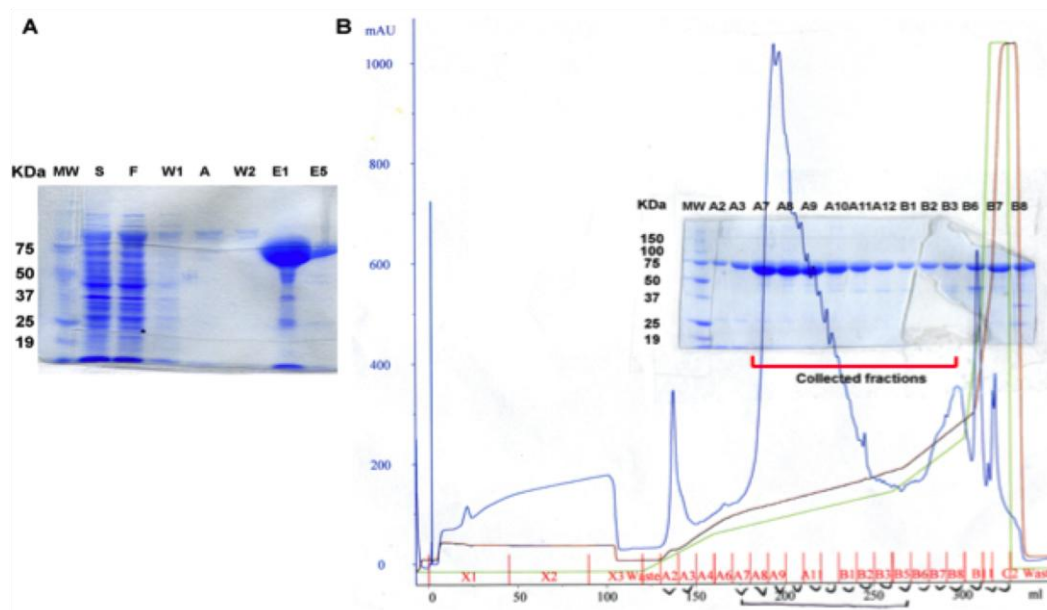 A
KDa MW S F W1 A W2 E1 E5
75
50
37
25
19
B
mAU
1000
800
600
400
200
0
KDa MW A2 A3 A7 A8 A9 A10 A11 A12 B1 B2 B3 B6 B7 B8
150
100
75
50
37
25
19
Collected fractions
X1 X2 X3 Waste A2 A3 A4 A6 A7 A8 A9 A11 B1 B2 B3 B5 B6 B7 B8 B11 C2 Waste
0 50 100 150 200 250 300 ml